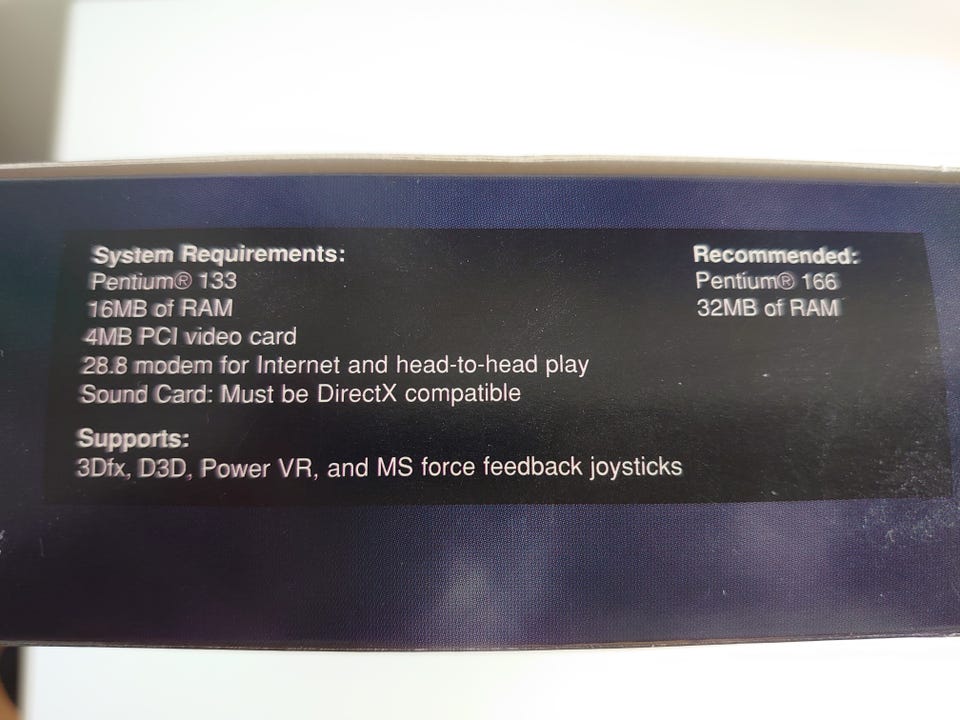 System Requirements:
Pentium® 133
16MB of RAM
4MB PCI video card
28.8 modem for Internet and head-to-head play
Sound Card: Must be DirectX compatible
Supports:
3Dfx, D3D, Power VR, and MS force feedback joysticks
Recommended:
Pentium® 166
32MB of RAM